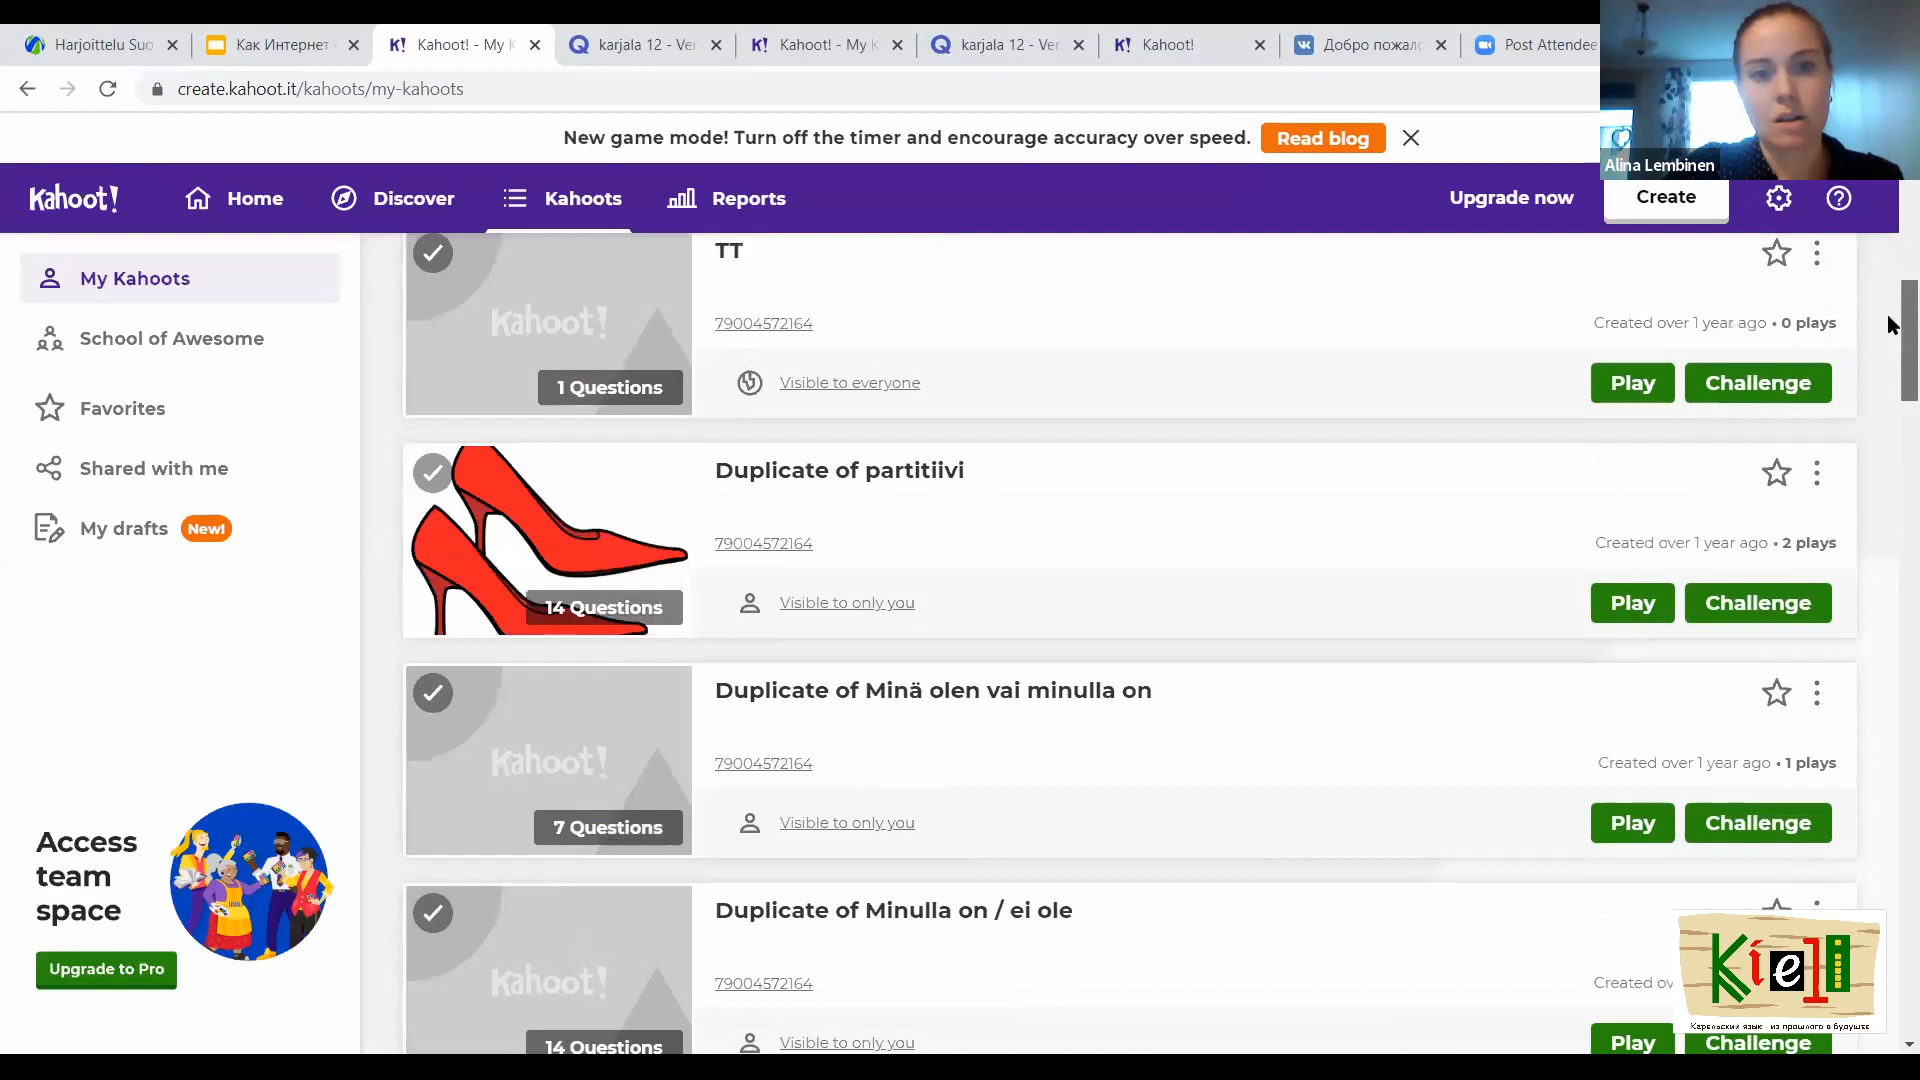 Harjoittelu Suo
Как Интернет
Kahoot! - My K
karjala 12 - Ver
Kahoot! - My K
karjala 12 - Ver
Kahoot!
Добро пожалс
Post Attendee
create.kahoot.it/kahoots/my-kahoots
New game mode! Turn off the timer and encourage accuracy over speed. Read blog
Alina Lembinen
Kahoot! Home Discover Kahoots Reports Upgrade now Create
My Kahoots
School of Awesome
Favorites
Shared with me
My drafts New!
Access
team
space
Upgrade to Pro
TT
Kahoot!
79004572164
Created over 1 year ago • 0 plays
1 Questions
Visible to everyone
Play Challenge
Duplicate of partitiivi
79004572164
Created over 1 year ago • 2 plays
14 Questions
Visible to only you
Play Challenge
Duplicate of Minä olen vai minulla on
Kahoot!
79004572164
Created over 1 year ago • 1 plays
7 Questions
Visible to only you
Play Challenge
Duplicate of Minulla on / ei ole
Kahoot!
79004572164
Created ov
14 Questions
Visible to only you
Play Challenge
Kieli
Карельский язык - из прошлого в будущее